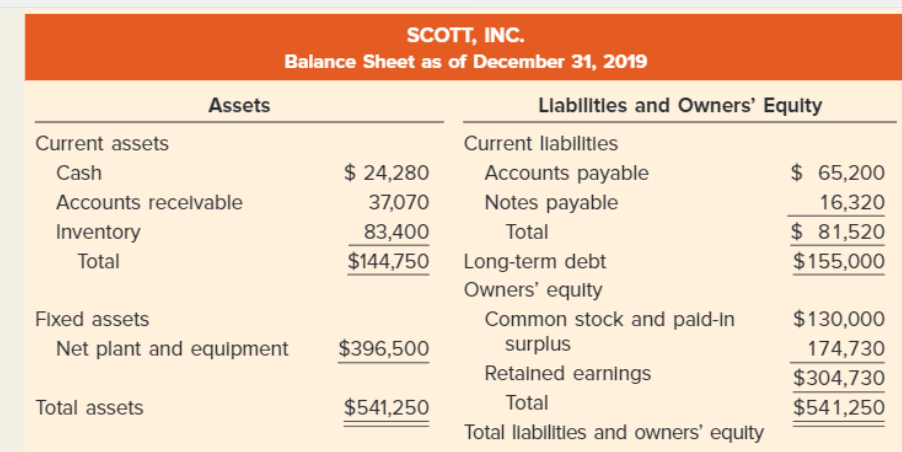 SCOTT, INC.
Balance Sheet as of December 31, 2019
Assets
Current assets
Cash $ 24,280
Accounts receivable 37,070
Inventory 83,400
Total $144,750
Fixed assets
Net plant and equipment $396,500
Total assets $541,250
Liabilities and Owners' Equity
Current liabilities
Accounts payable $ 65,200
Notes payable 16,320
Total $ 81,520
Long-term debt $155,000
Owners' equity
Common stock and paid-in $130,000
surplus 174,730
Retained earnings $304,730
Total $541,250
Total liabilities and owners' equity